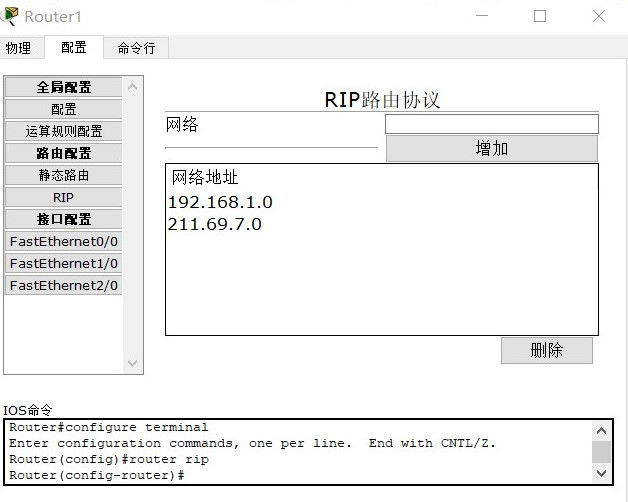 Router1
物理 配置 命令行
全局配置
配置
运算规则配置
路由配置
静态路由
RIP
接口配置
FastEthernet0/0
FastEthernet1/0
FastEthernet2/0
RIP路由协议
网络
增加
网络地址
192.168.1.0
211.69.7.0
删除
IOS命令
Router#configure terminal
Enter configuration commands, one per line.  End with CNTL/Z.
Router(config)#router rip
Router(config-router)#